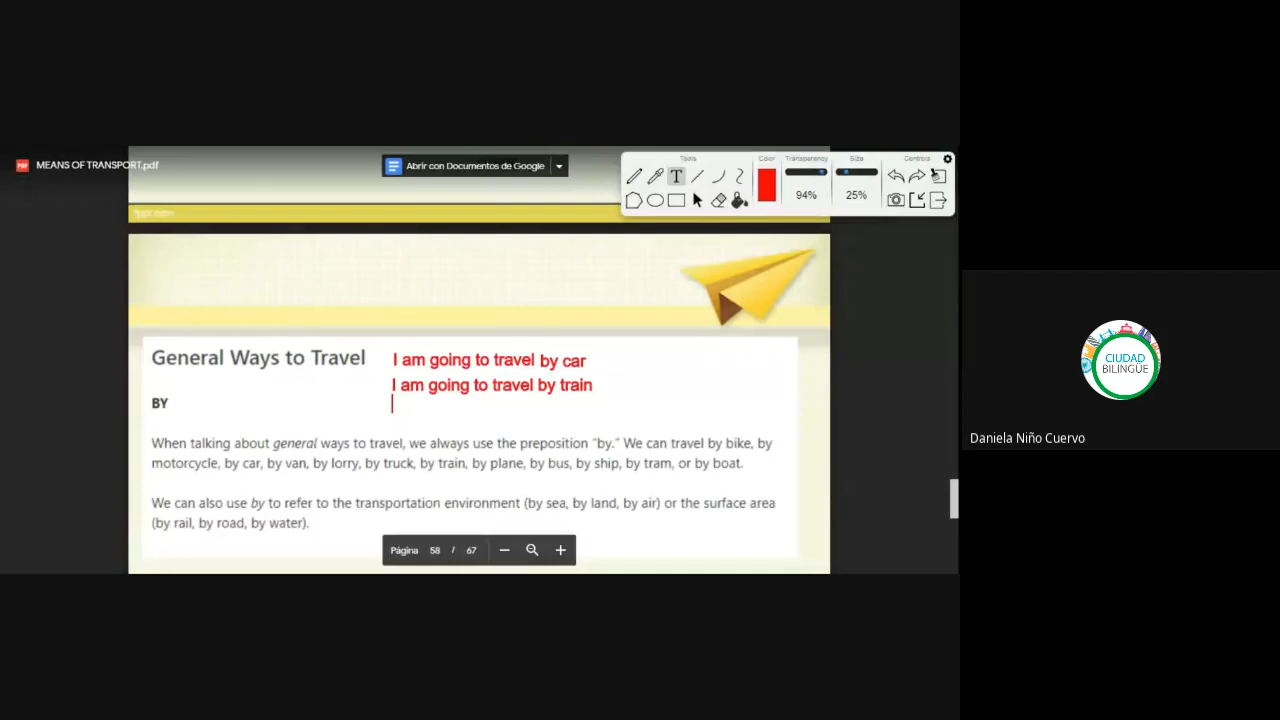 MEANS OF TRANSPORT.pdf
Abrir con Documentos de Google
Tools
Color
Transparency
Size
Controls
94%
25%
fppt.com
General Ways to Travel
I am going to travel by car
I am going to travel by train
BY
When talking about general ways to travel, we always use the preposition "by." We can travel by bike, by
motorcycle, by car, by van, by lorry, by truck, by train, by plane, by bus, by ship, by tram, or by boat.
We can also use by to refer to the transportation environment (by sea, by land, by air) or the surface area
(by rail, by road, by water).
Página 58 / 67
CIUDAD
BILINGÜE
Daniela Niño Cuervo